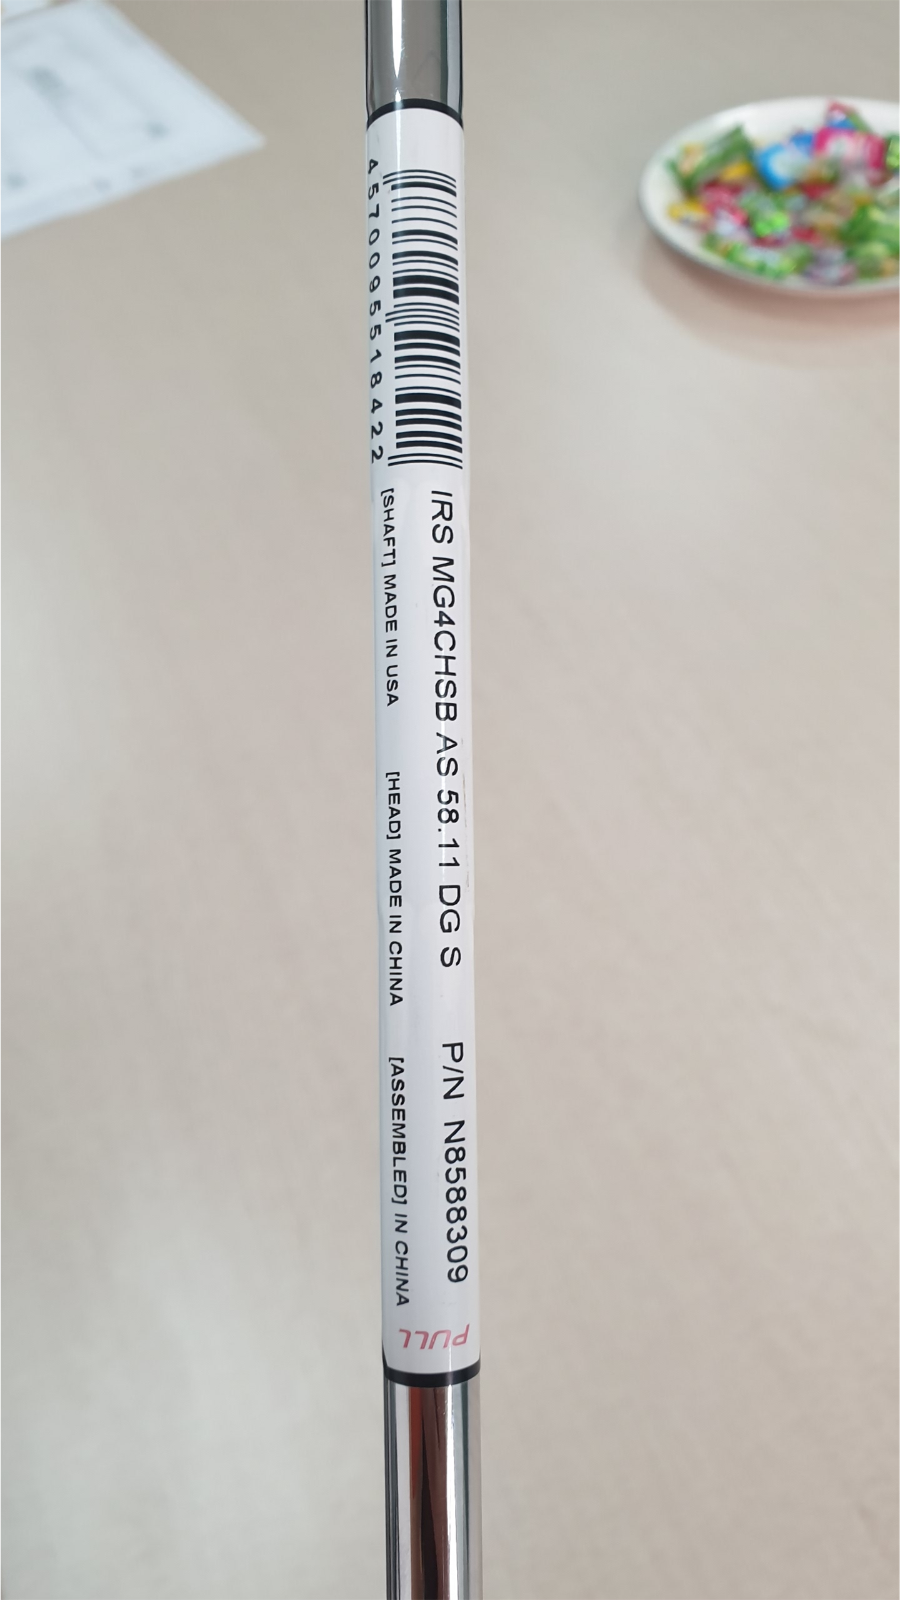 4570095518422
IRS MG4CHSB AS 58.11 DG S P/N N8588309
[SHAFT] MADE IN USA [HEAD] MADE IN CHINA [ASSEMBLED] IN CHINA
PULL